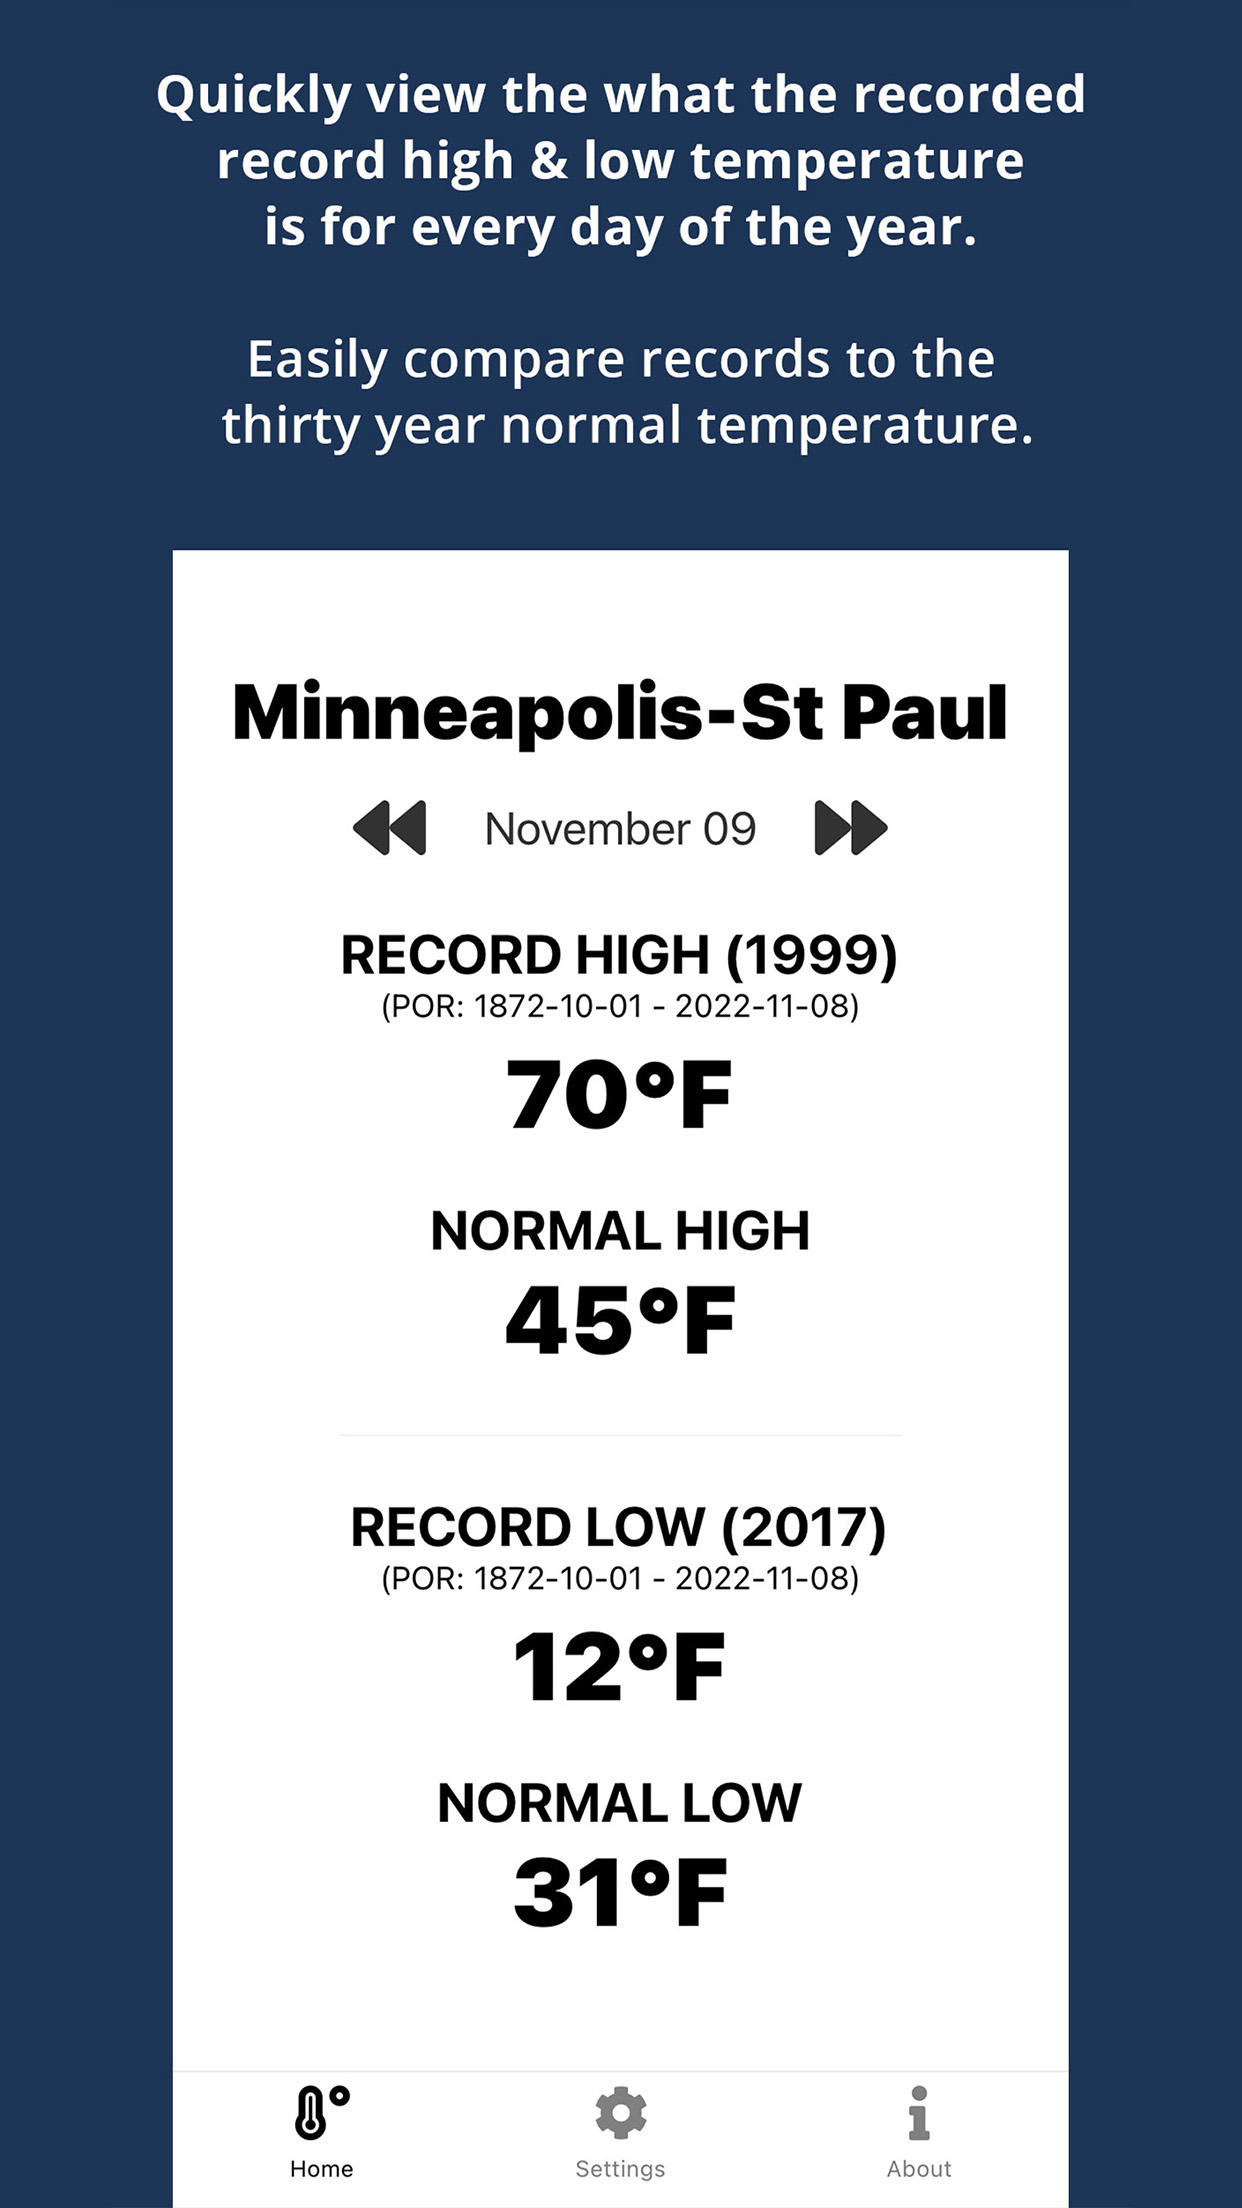 Quickly view the what the recorded
record high & low temperature
is for every day of the year.
Easily compare records to the
thirty year normal temperature.
Minneapolis-St Paul
November 09
RECORD HIGH (1999)
(POR: 1872-10-01 - 2022-11-08)
70°F
NORMAL HIGH
45°F
RECORD LOW (2017)
(POR: 1872-10-01 - 2022-11-08)
12°F
NORMAL LOW
31°F
Home
Settings
About